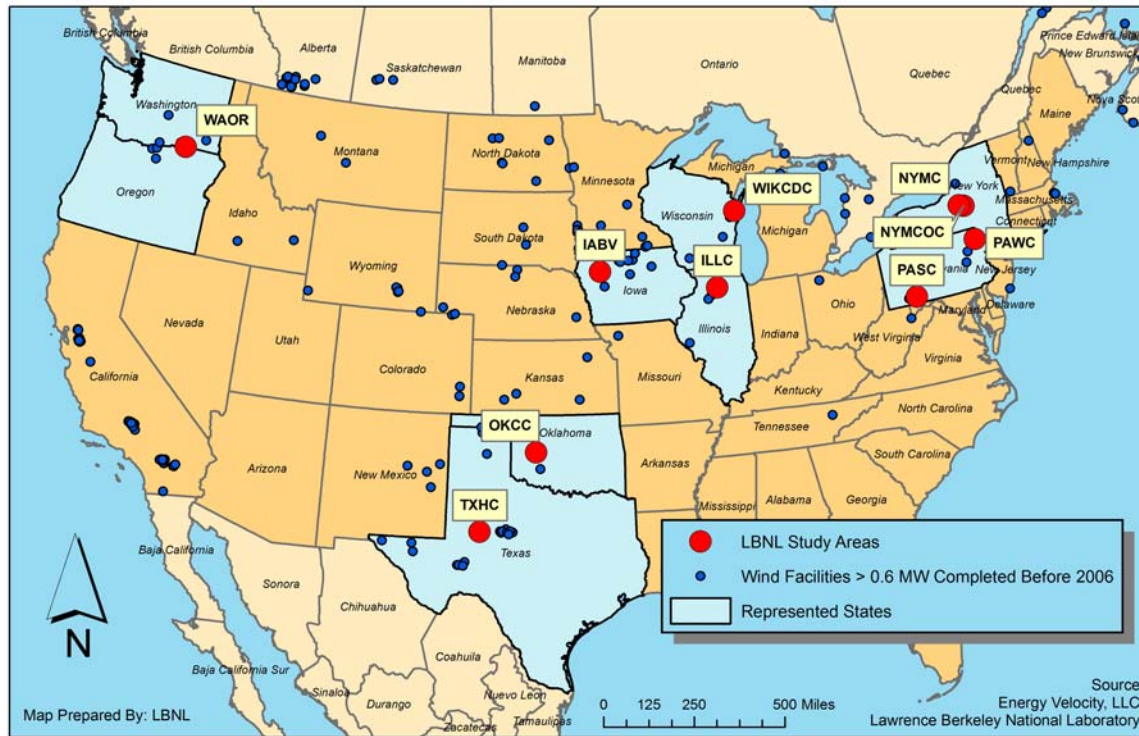 British Columbia
British Columbia
Alberta
Saskatchewan
Manitoba
Ontario
Quebec
Prince Edward
New Brunswick
Quebec
Nova Scot
Maine
Washington
WAOR
Montana
North Dakota
Minnesota
Michigan
Vermont
New Hampshire
NYMC
New York
Oregon
WIKCDC
Wisconsin
Massachusetts
Connecticut
Idaho
South Dakota
Michigan
NYMCOC
PAWC
IABV
ILLC
PASC
vania
New Jersey
Wyoming
Iowa
Nebraska
Ohio
Delaware
Maryland
Nevada
Utah
Illinois
Indiana
West Virginia
Virginia
California
Colorado
Kansas
Missouri
Kentucky
North Carolina
OKCC
Oklahoma
Tennessee
Arizona
New Mexico
Arkansas
South Carolina
Mississippi
Alabama
Georgia
TXHC
Texas
LBNL Study Areas
Wind Facilities > 0.6 MW Completed Before 2006
Represented States
Baja California
Sonora
Chihuahua
N
Coahuila
Baja California Sur
Sinaloa
Durango
Nuevo Leon
Zacatecas
Tamaulipas
0 125 250 500 Miles
Map Prepared By: LBNL
Source
Energy Velocity, LLC
Lawrence Berkeley National Laboratory